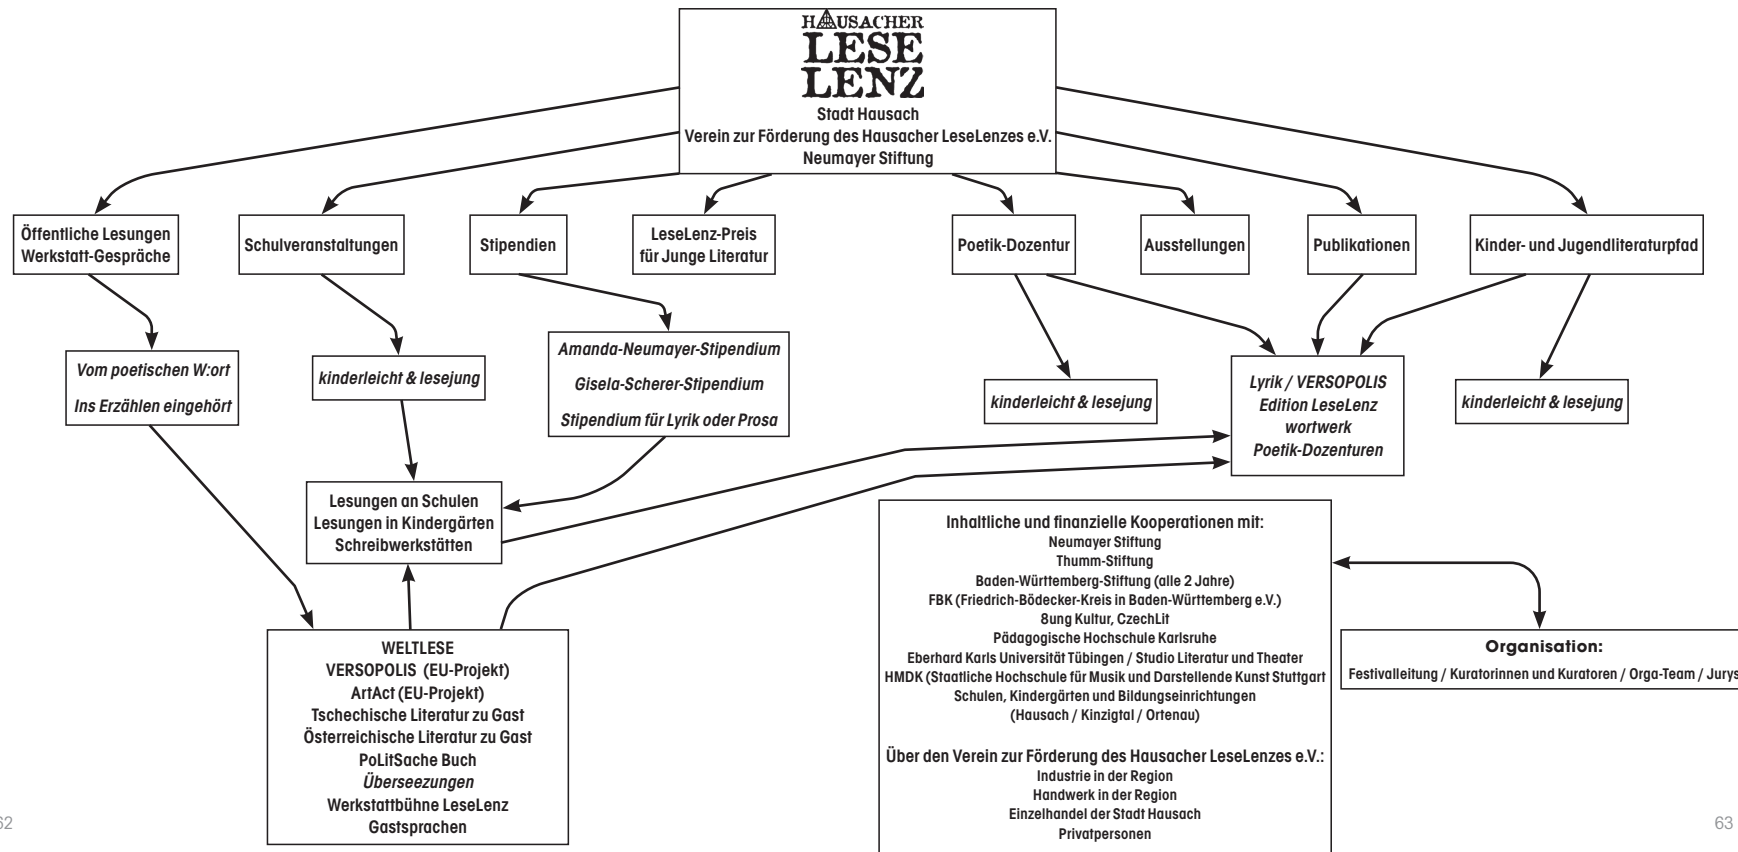 HAUSACHER
LESE
LENZ
Stadt Hausach
Verein zur Förderung des Hausacher LeseLenzes e.V.
Neumayer Stiftung
Öffentliche Lesungen
Werkstatt-Gespräche
Schulveranstaltungen
Stipendien
LeseLenz-Preis
für Junge Literatur
Poetik-Dozentur
Ausstellungen
Publikationen
Kinder- und Jugendliteraturpfad
Vom poetischen W:ort
Ins Erzählen eingehört
kinderleicht & lesejung
Amanda-Neumayer-Stipendium
Gisela-Scherer-Stipendium
Stipendium für Lyrik oder Prosa
kinderleicht & lesejung
Lyrik / VERSOPOLIS
Edition LeseLenz
wortwerk
Poetik-Dozenturen
kinderleicht & lesejung
Lesungen an Schulen
Lesungen in Kindergärten
Schreibwerkstätten
WELTLESE
VERSOPOLIS (EU-Projekt)
ArtAct (EU-Projekt)
Tschechische Literatur zu Gast
Österreichische Literatur zu Gast
PoLitSache Buch
Überseezungen
Werkstattbühne LeseLenz
Gastsprachen
Inhaltliche und finanzielle Kooperationen mit:
Neumayer Stiftung
Thumm-Stiftung
Baden-Württemberg-Stiftung (alle 2 Jahre)
FBK (Friedrich-Bödecker-Kreis in Baden-Württemberg e.V.)
8ung Kultur, CzechLit
Pädagogische Hochschule Karlsruhe
Eberhard Karls Universität Tübingen / Studio Literatur und Theater
HMDK (Staatliche Hochschule für Musik und Darstellende Kunst Stuttgart
Schulen, Kindergärten und Bildungseinrichtungen
(Hausach / Kinzigtal / Ortenau)
Über den Verein zur Förderung des Hausacher LeseLenzes e.V.:
Industrie in der Region
Handwerk in der Region
Einzelhandel der Stadt Hausach
Privatpersonen
Organisation:
Festivalleitung / Kuratorinnen und Kuratoren / Orga-Team / Jurys
62
63